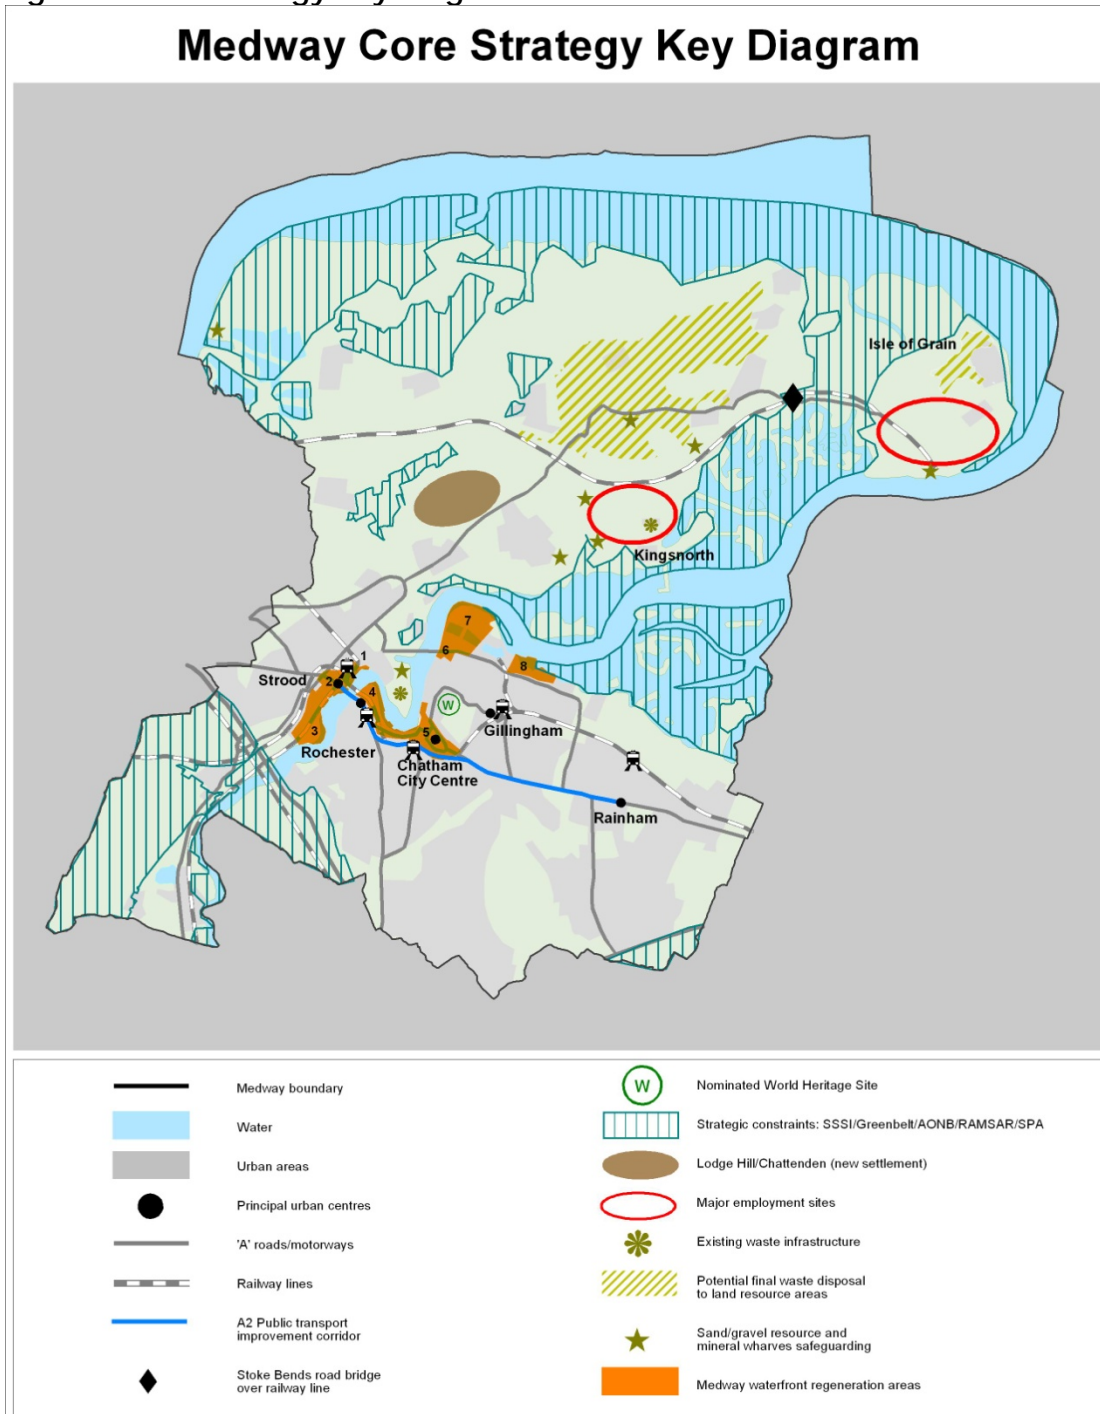 Medway Core Strategy Key Diagram
Isle of Grain
Kingsnorth
7
6
1
8
Strood
2
4
W
3
5
Gillingham
Rochester
Chatham
City Centre
Rainham
Medway boundary
Water
Urban areas
Principal urban centres
'A' roads/motorways
Railway lines
A2 Public transport
improvement corridor
Stoke Bends road bridge
over railway line
W
Nominated World Heritage Site
Strategic constraints: SSSI/Greenbelt/AONB/RAMSAR/SPA
Lodge Hill/Chattenden (new settlement)
Major employment sites
Existing waste infrastructure
Potential final waste disposal
to land resource areas
Sand/gravel resource and
mineral wharves safeguarding
Medway waterfront regeneration areas